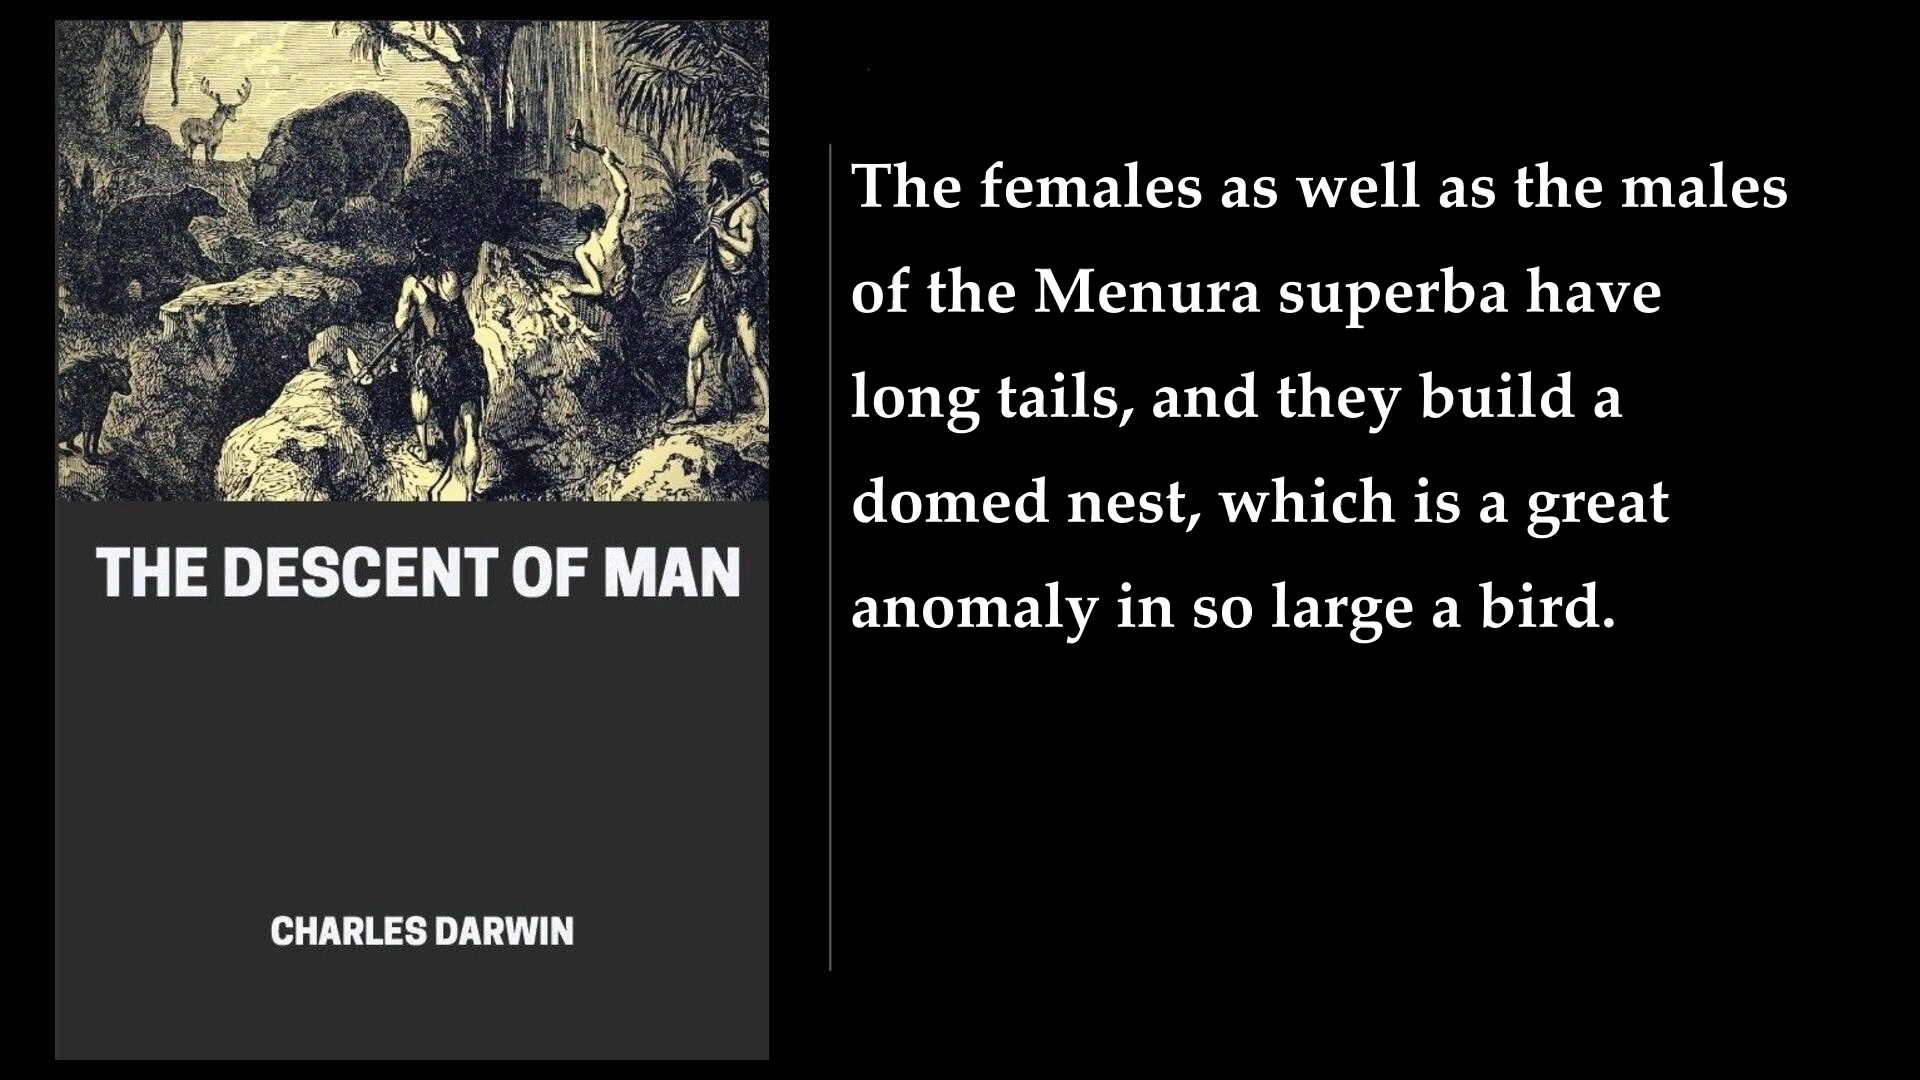 THE DESCENT OF MAN
CHARLES DARWIN
The females as well as the males
of the Menura superba have
long tails, and they build a
domed nest, which is a great
anomaly in so large a bird.